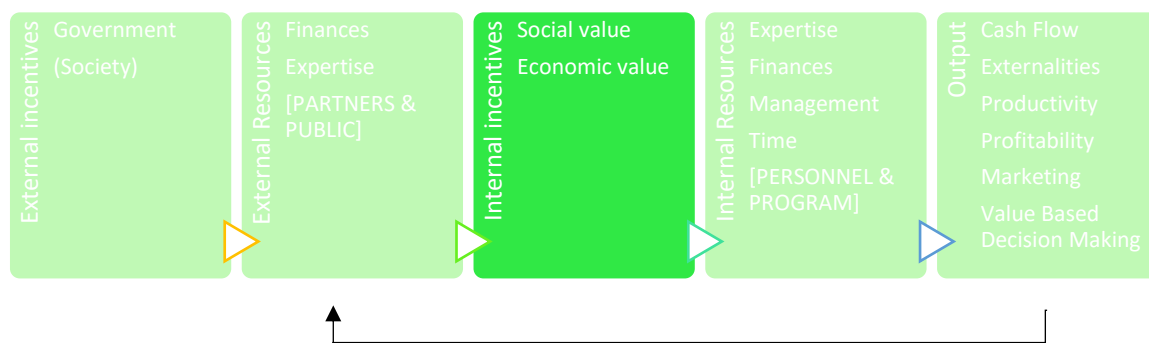 External incentives
Government
(Society)
External Resources
Finances
Expertise
[PARTNERS &
PUBLIC]
Internal incentives
Social value
Economic value
Internal Resources
Expertise
Finances
Management
Time
[PERSONNEL &
PROGRAM]
Output
Cash Flow
Externalities
Productivity
Profitability
Marketing
Value Based
Decision Making